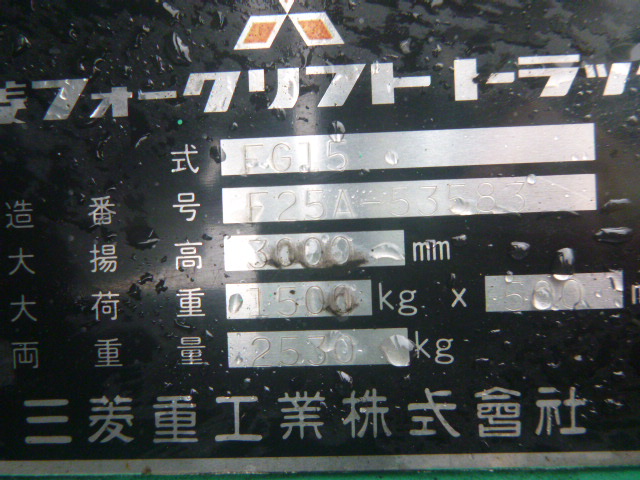 菱フォークリフトトラック
式 FG15
造番号 F25A-53583
大揚高 3000 mm
大荷重 1500 kg x 500
両重量 2530 kg
三菱重工業株式會社